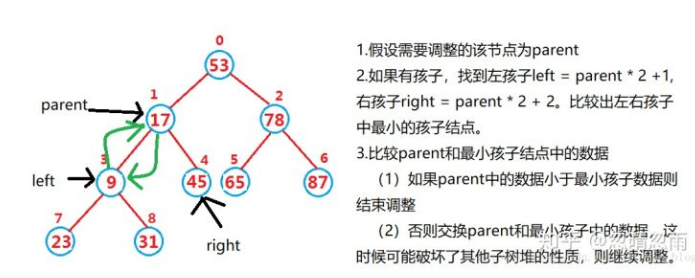 0
53
1
2
parent
17
78
3
4
5
6
left
9
45
65
87
7
8
right
23
31
1.假设需要调整的该节点为parent
2.如果有孩子，找到左孩子left = parent * 2 +1,
右孩子right = parent * 2 + 2。比较出左右孩子
中最小的孩子结点。
3.比较parent和最小孩子结点中的数据
（1）如果parent中的数据小于最小孩子数据则
结束调整
（2）否则交换parent和最小孩子中的数据，这
时候可能破坏了其他子树堆的性质，则继续调整。
知乎 @忽晴忽雨